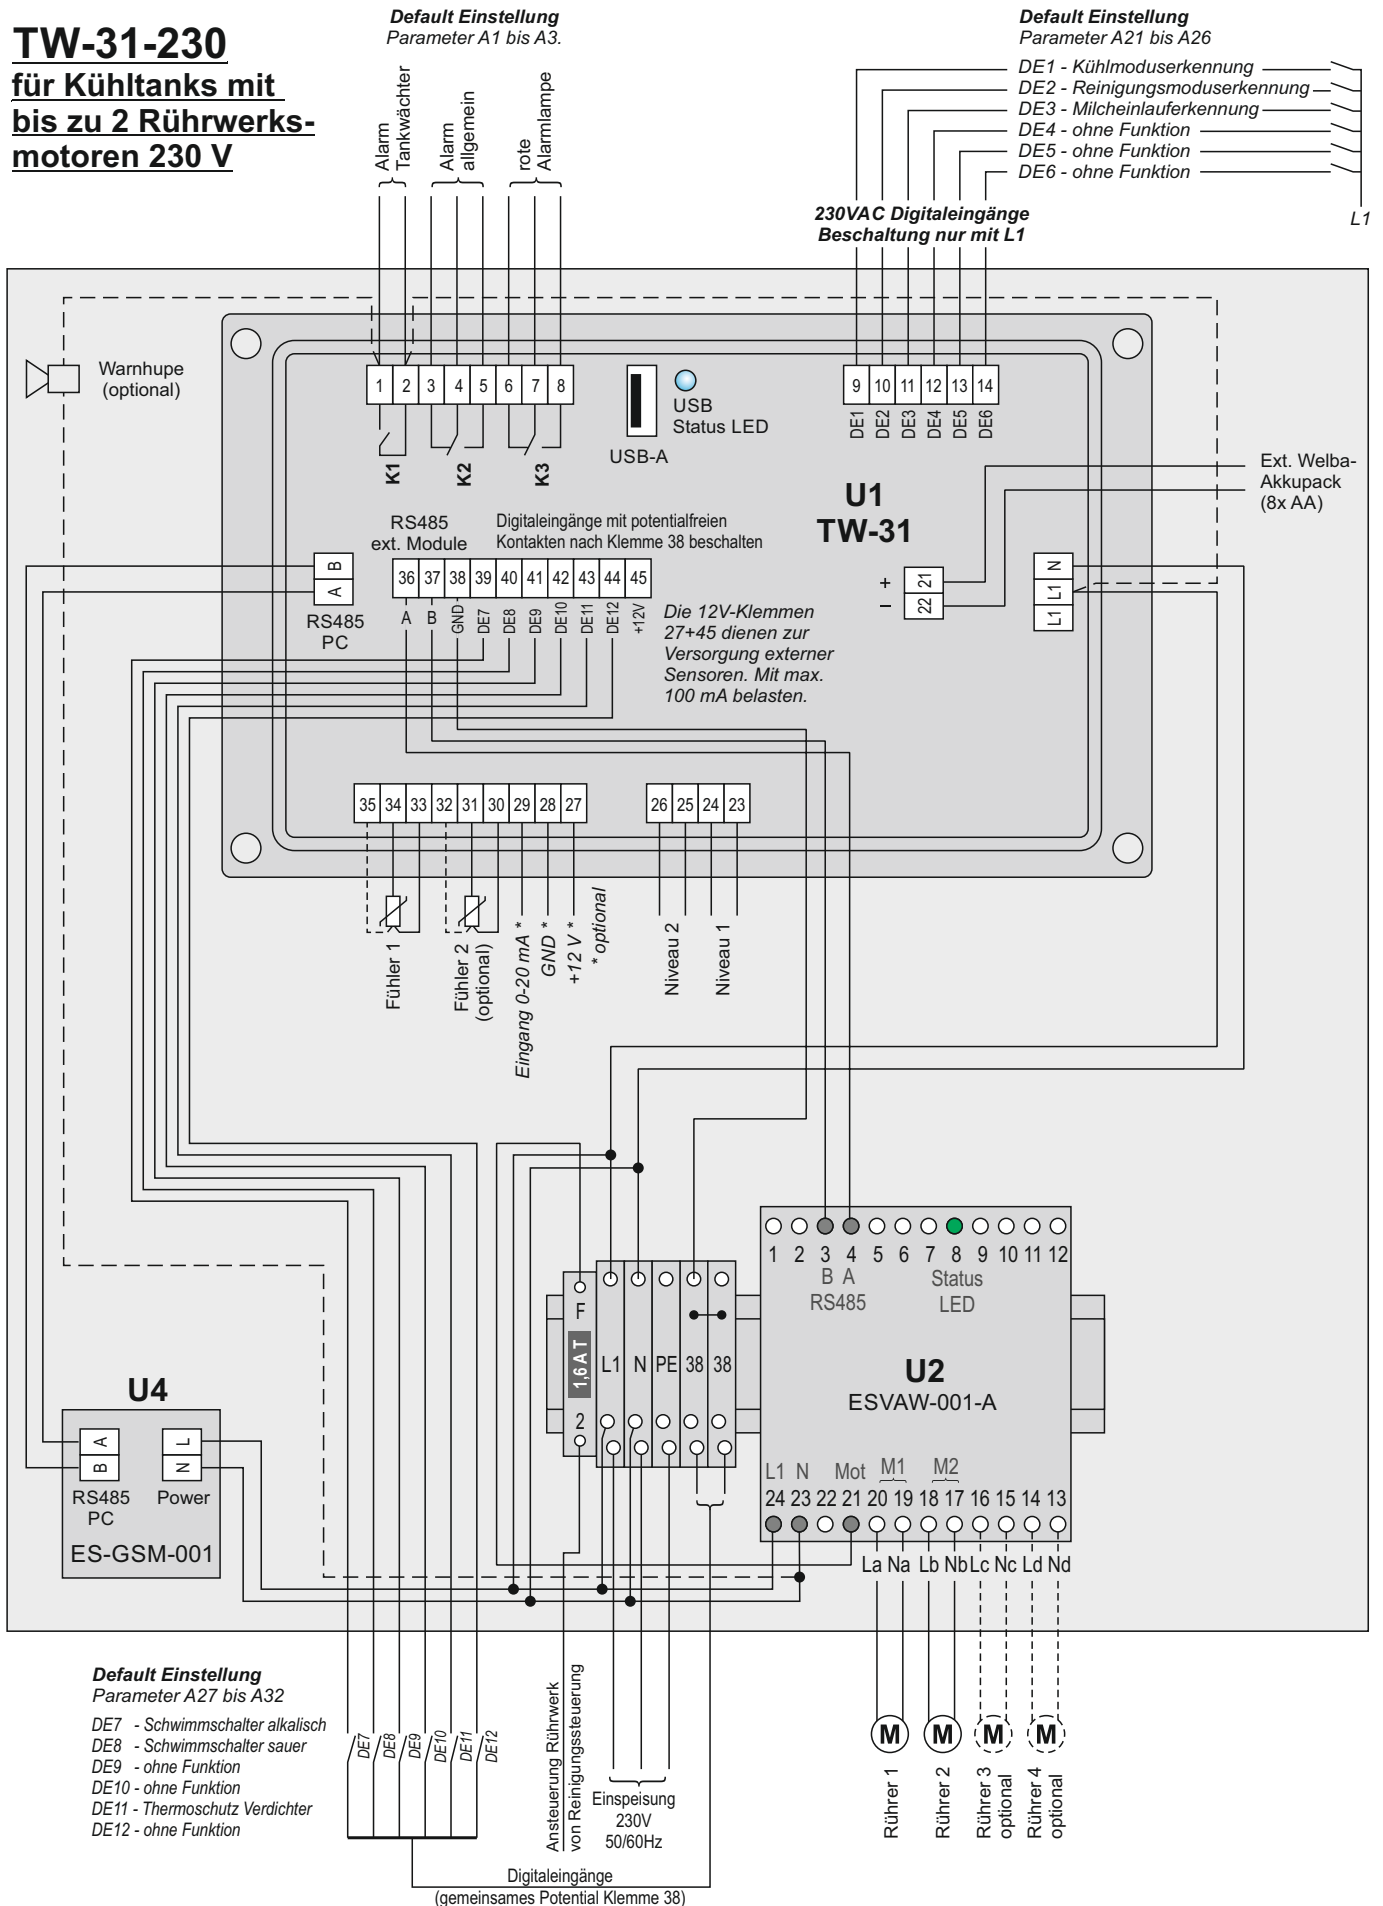 TW-31-230
für Kühltanks mit
bis zu 2 Rührwerks-
motoren 230 V
Default Einstellung
Parameter A1 bis A3.
Alarm
Tankwächter
Alarm
allgemein
rote
Alarmlampe
Default Einstellung
Parameter A21 bis A26
DE1 - Kühlmoduserkennung
DE2 - Reinigungsmoduserkennung
DE3 - Milcheinlauferkennung
DE4 - ohne Funktion
DE5 - ohne Funktion
DE6 - ohne Funktion
L1
230VAC Digitaleingänge
Beschaltung nur mit L1
Warnhupe
(optional)
1 2 3 4 5 6 7 8
K1 K2 K3
USB
Status LED
USB-A
9 10 11 12 13 14
DE1 DE2 DE3 DE4 DE5 DE6
U1
TW-31
Ext. Welba-
Akkupack
(8x AA)
+ 21
– 22
N
L1
L1
RS485
ext. Module
Digitaleingänge mit potentialfreien
Kontakten nach Klemme 38 beschalten
B
A
RS485
PC
36 37 38 39 40 41 42 43 44 45
A B GND DE7 DE8 DE9 DE10 DE11 DE12 +12V
Die 12V-Klemmen
27+45 dienen zur
Versorgung externer
Sensoren. Mit max.
100 mA belasten.
35 34 33 32 31 30 29 28 27
26 25 24 23
Fühler 1
Fühler 2
(optional)
Eingang 0-20 mA *
GND *
+12 V *
* optional
Niveau 2
Niveau 1
1 2 3 4 5 6 7 8 9 10 11 12
B A
RS485
Status
LED
U2
ESVAW-001-A
L1 N Mot M1 M2
24 23 22 21 20 19 18 17 16 15 14 13
La Na Lb Nb Lc Nc Ld Nd
F
1,6 A T
2
L1 N PE 38 38
U4
A
B
L
N
RS485
PC
Power
ES-GSM-001
Default Einstellung
Parameter A27 bis A32
DE7 - Schwimmschalter alkalisch
DE8 - Schwimmschalter sauer
DE9 - ohne Funktion
DE10 - ohne Funktion
DE11 - Thermoschutz Verdichter
DE12 - ohne Funktion
DE7 DE8 DE9 DE10 DE11 DE12
Ansteuerung Rührwerk
von Reinigungssteuerung
Einspeisung
230V
50/60Hz
M M M M
Rührer 1
Rührer 2
Rührer 3
optional
Rührer 4
optional
Digitaleingänge
(gemeinsames Potential Klemme 38)